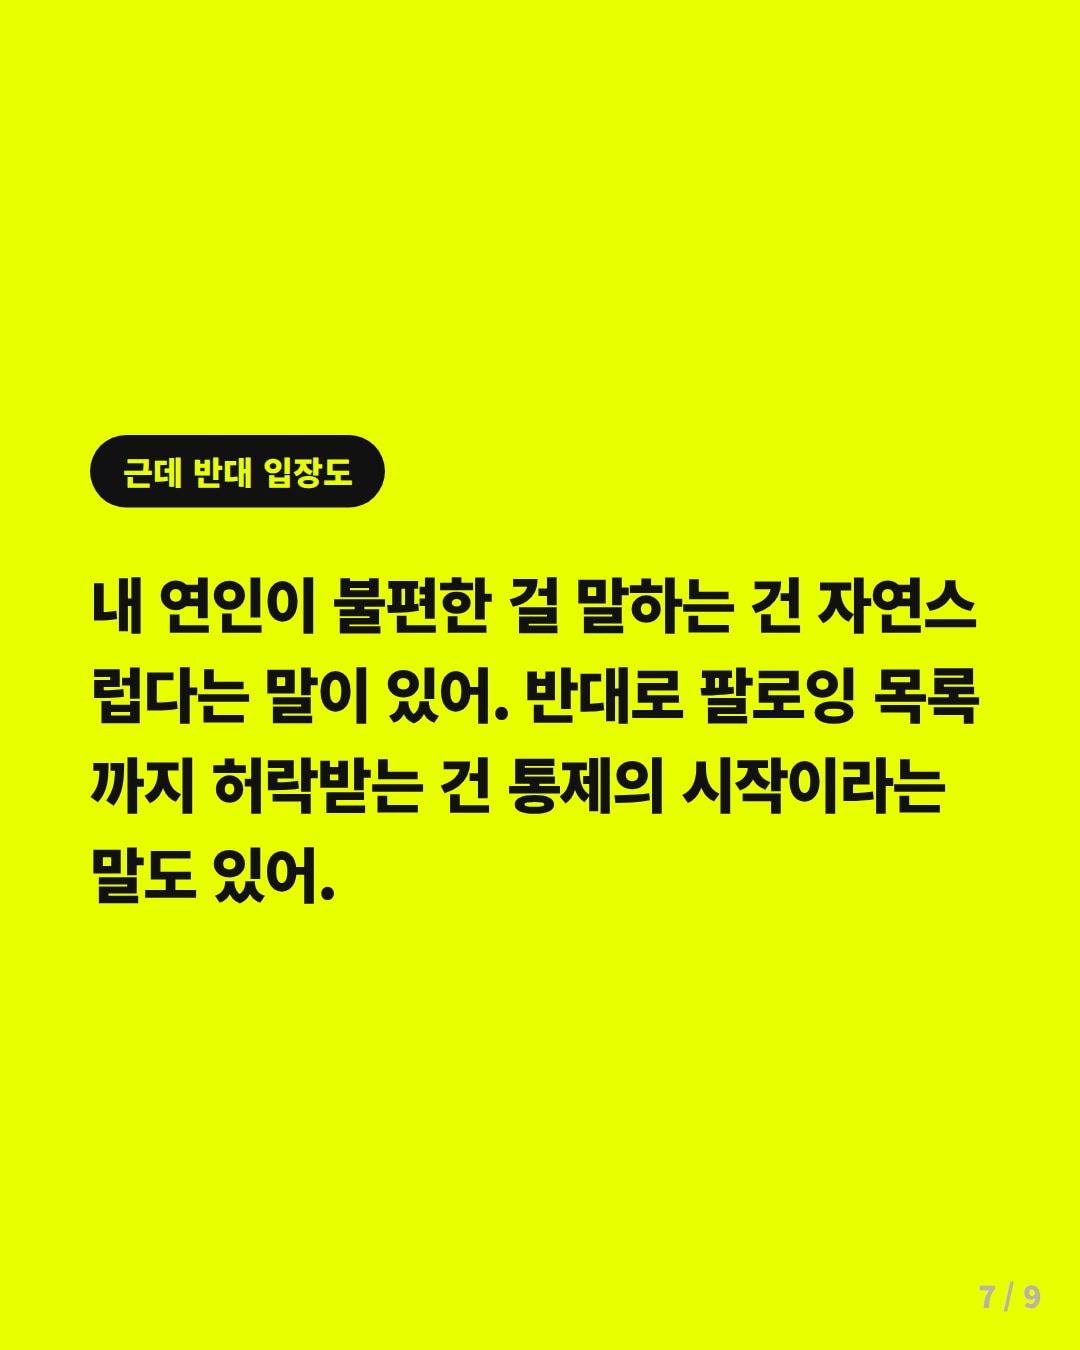 근데 반대 입장도
내 연인이 불편한 걸 말하는 건 자연스
럽다는 말이 있어. 반대로 팔로잉 목록
까지 허락받는 건 통제의 시작이라는
말도 있어.
7 / 9